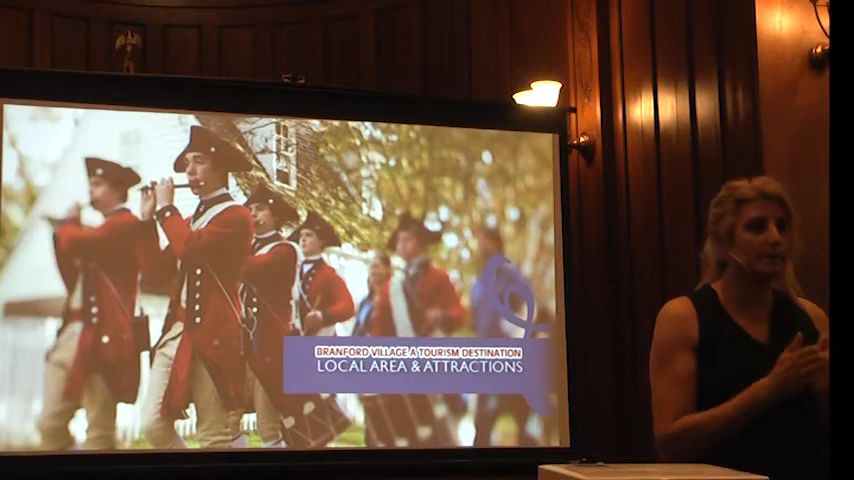 BRANFORD VILLAGE A TOURISM DESTINATION
LOCAL AREA & ATTRACTIONS